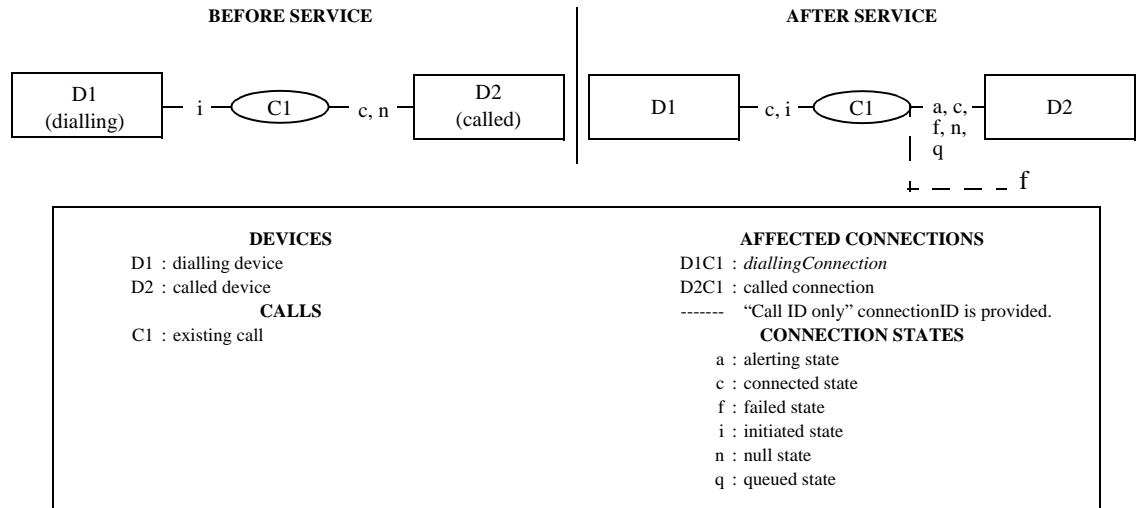 BEFORE SERVICE
AFTER SERVICE
D1
(dialling)
i
C1
c, n
D2
(called)
D1
c, i
C1
a, c,
f, n,
q
D2
f
DEVICES
D1 : dialling device
D2 : called device
CALLS
C1 : existing call
AFFECTED CONNECTIONS
D1C1 : diallingConnection
D2C1 : called connection
------- “Call ID only” connectionID is provided.
CONNECTION STATES
a : alerting state
c : connected state
f : failed state
i : initiated state
n : null state
q : queued state